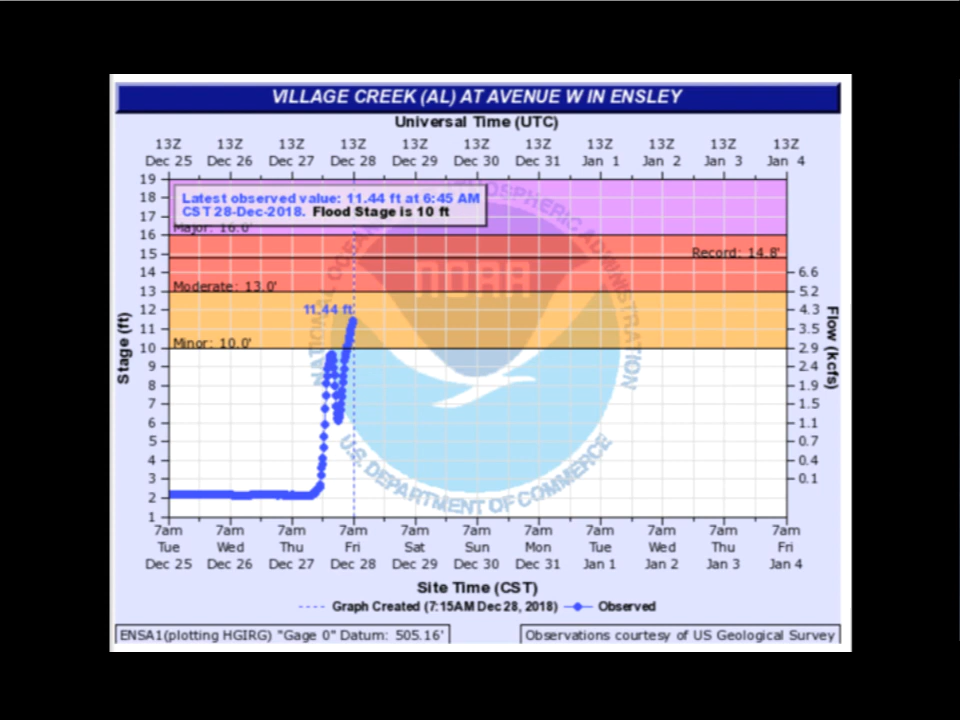 VILLAGE CREEK (AL) AT AVENUE W IN ENSLEY
Universal Time (UTC)
13Z 13Z 13Z 13Z 13Z 13Z 13Z 13Z 13Z 13Z 13Z
Dec 25 Dec 26 Dec 27 Dec 28 Dec 29 Dec 30 Dec 31 Jan 1 Jan 2 Jan 3 Jan 4
Latest observed value: 11.44 ft at 6:45 AM
CST 28-Dec-2018. Flood Stage is 10 ft
Major: 16.0'
Record: 14.8'
Moderate: 13.0'
11.44 ft
Minor: 10.0'
Stage (ft)
19
18
17
16
15
14
13
12
11
10
9
8
7
6
5
4
3
2
1
Flow (kcfs)
6.6
5.2
4.3
3.5
2.9
2.4
1.9
1.5
1.1
0.7
0.4
0.1
NATIONAL OCEANIC AND ATMOSPHERIC ADMINISTRATION
NOAA
U.S. DEPARTMENT OF COMMERCE
7am 7am 7am 7am 7am 7am 7am 7am 7am 7am 7am
Tue Wed Thu Fri Sat Sun Mon Tue Wed Thu Fri
Dec 25 Dec 26 Dec 27 Dec 28 Dec 29 Dec 30 Dec 31 Jan 1 Jan 2 Jan 3 Jan 4
Site Time (CST)
Graph Created (7:15AM Dec 28, 2018) Observed
ENSA1(plotting HGIRG) "Gage 0" Datum: 505.16'
Observations courtesy of US Geological Survey